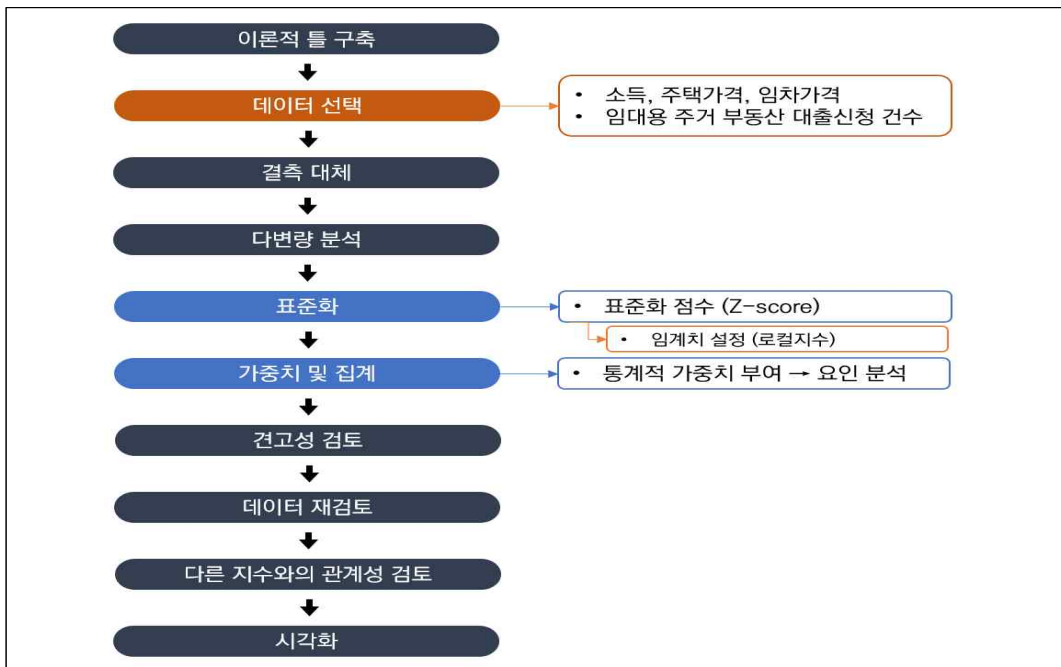 이론적 틀 구축
데이터 선택
• 소득, 주택가격, 임차가격
• 임대용 주거 부동산 대출신청 건수
결측 대체
다변량 분석
표준화
• 표준화 점수 (Z-score)
• 임계치 설정 (로컬지수)
가중치 및 집계
• 통계적 가중치 부여 → 요인 분석
견고성 검토
데이터 재검토
다른 지수와의 관계성 검토
시각화